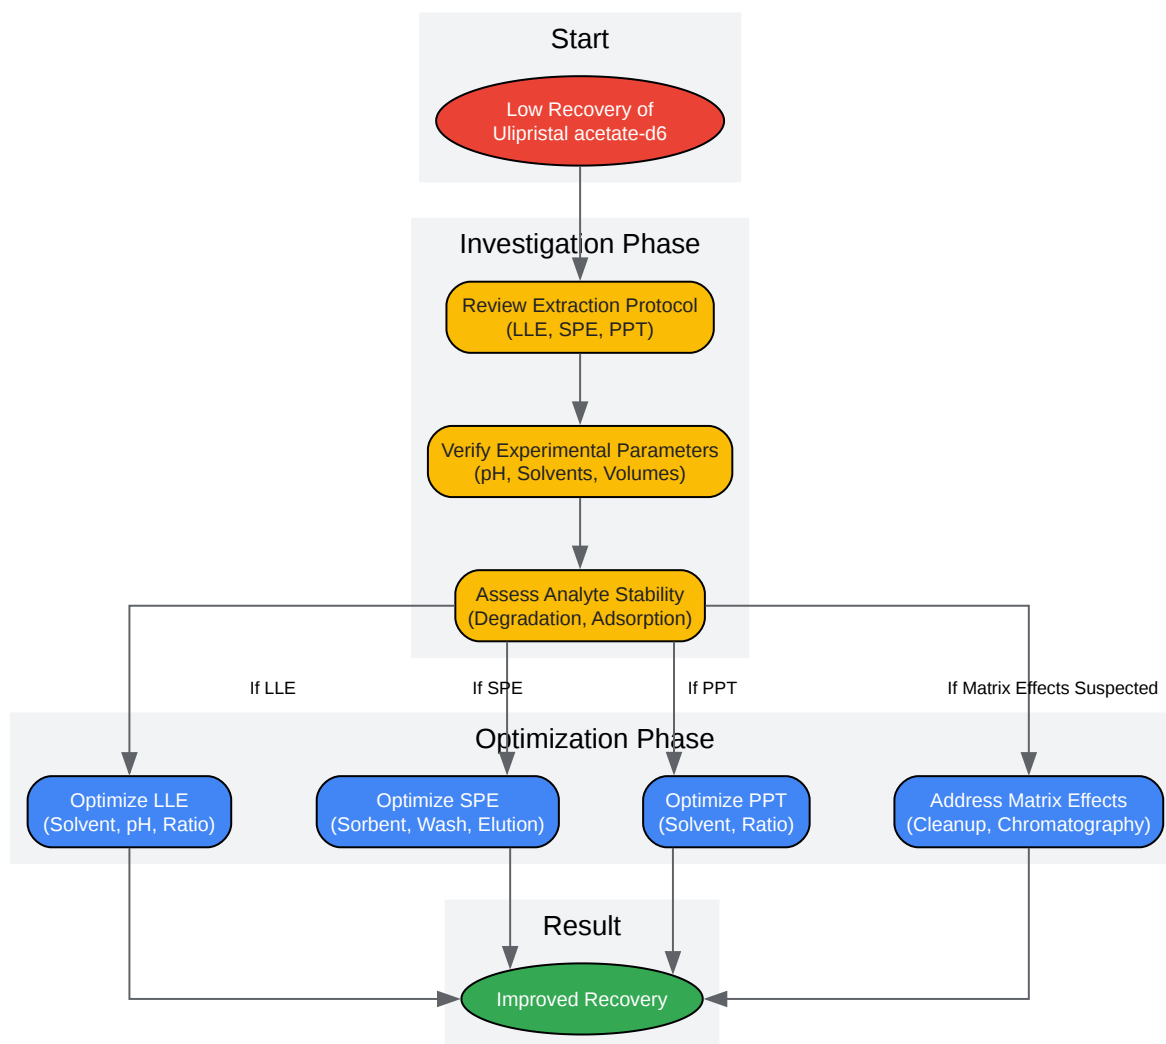 Start
Low Recovery of
Ulipristal acetate-d6
Investigation Phase
Review Extraction Protocol
(LLE, SPE, PPT)
Verify Experimental Parameters
(pH, Solvents, Volumes)
Assess Analyte Stability
(Degradation, Adsorption)
If LLE
If SPE
If PPT
If Matrix Effects Suspected
Optimization Phase
Optimize LLE
(Solvent, pH, Ratio)
Optimize SPE
(Sorbent, Wash, Elution)
Optimize PPT
(Solvent, Ratio)
Address Matrix Effects
(Cleanup, Chromatography)
Result
Improved Recovery